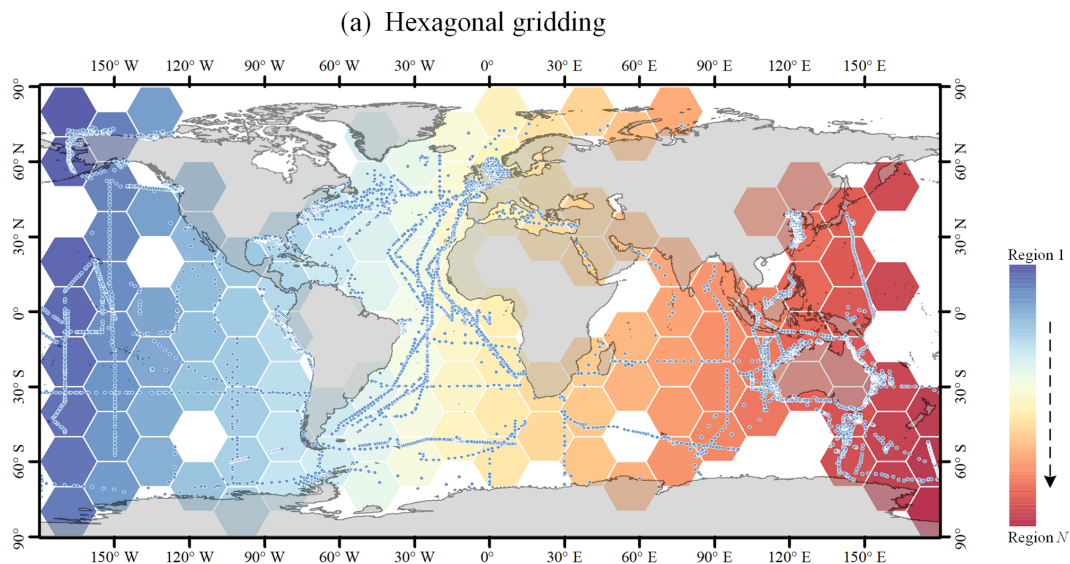 (a) Hexagonal gridding
150° W 120° W 90° W 60° W 30° W 0° 30° E 60° E 90° E 120° E 150° E
90° 60° N 30° N 0° 30° S 60° S 90°
90° 60° N 30° N 0° 30° S 60° S 90°
Region 1
Region N
150° W 120° W 90° W 60° W 30° W 0° 30° E 60° E 90° E 120° E 150° E